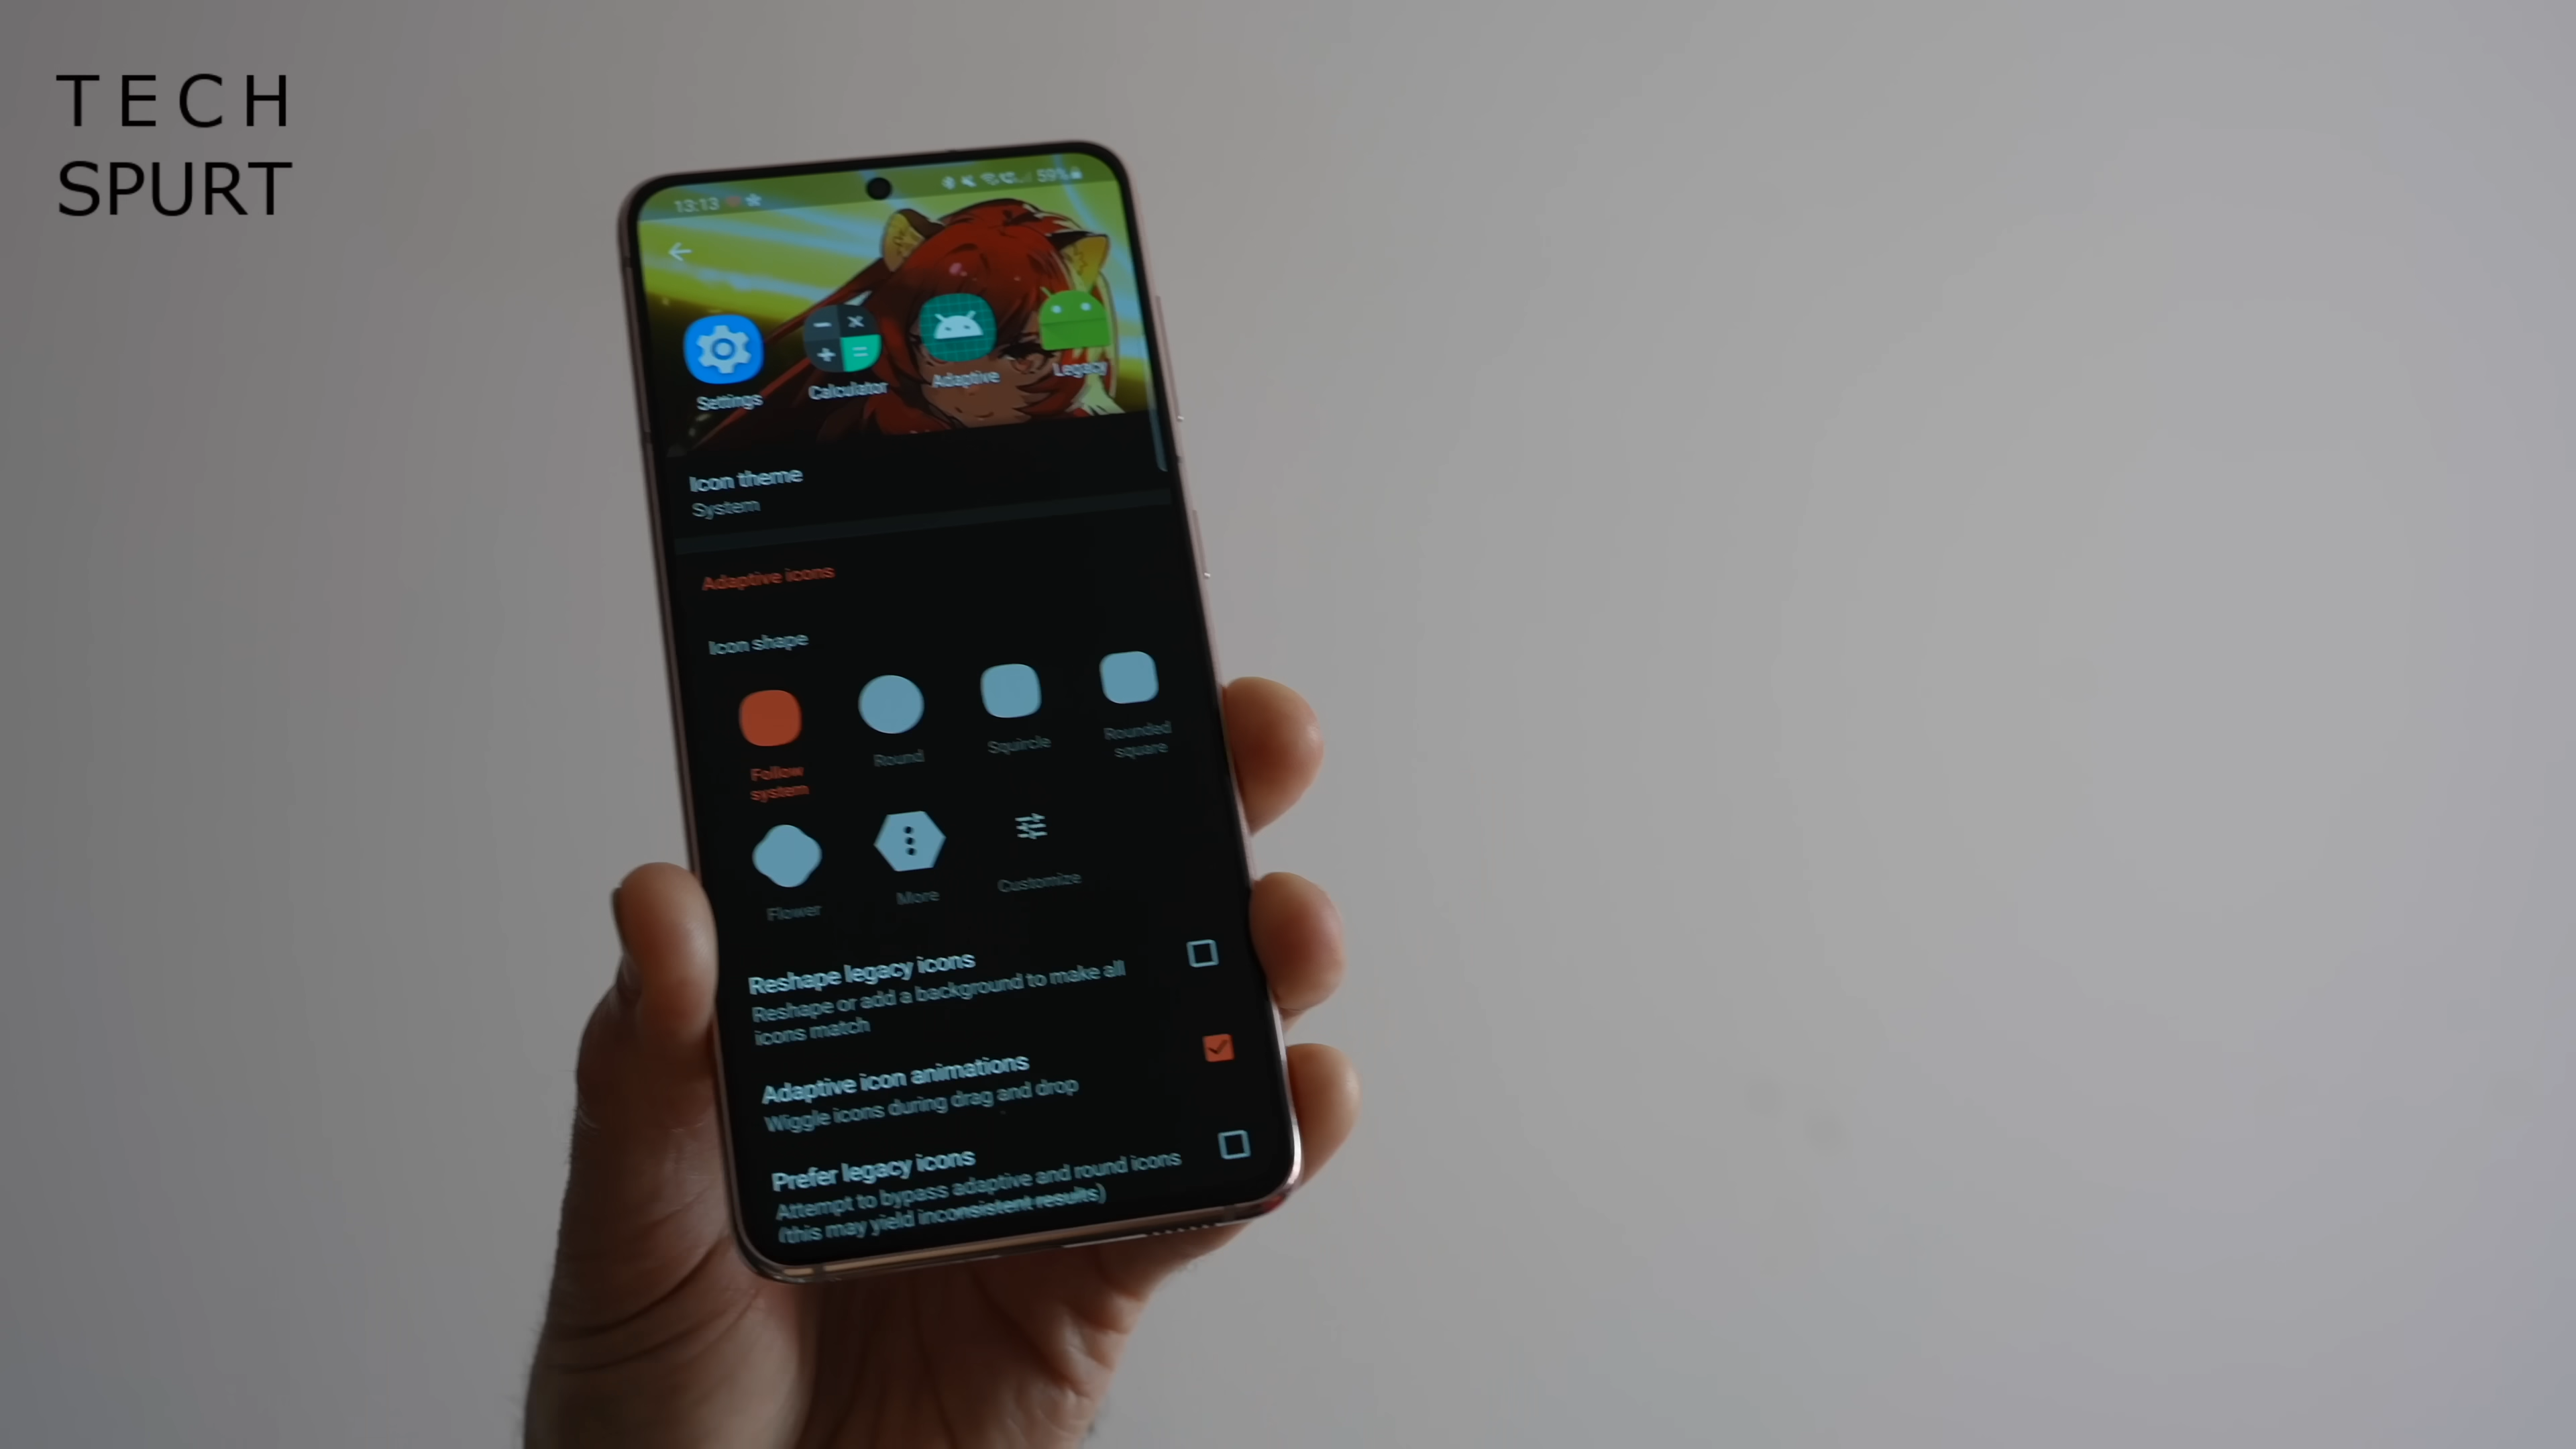 TECH
SPURT
13:13
59%
Settings
Calculator
Adaptive
Legacy
Icon theme
System
Adaptive icons
Icon shape
Follow
system
Round
Squircle
Rounded
square
Flower
More
Customize
Reshape legacy icons
Reshape or add a background to make all
icons match
Adaptive icon animations
Wiggle icons during drag and drop
Prefer legacy icons
Attempt to bypass adaptive and round icons
(this may yield inconsistent results)